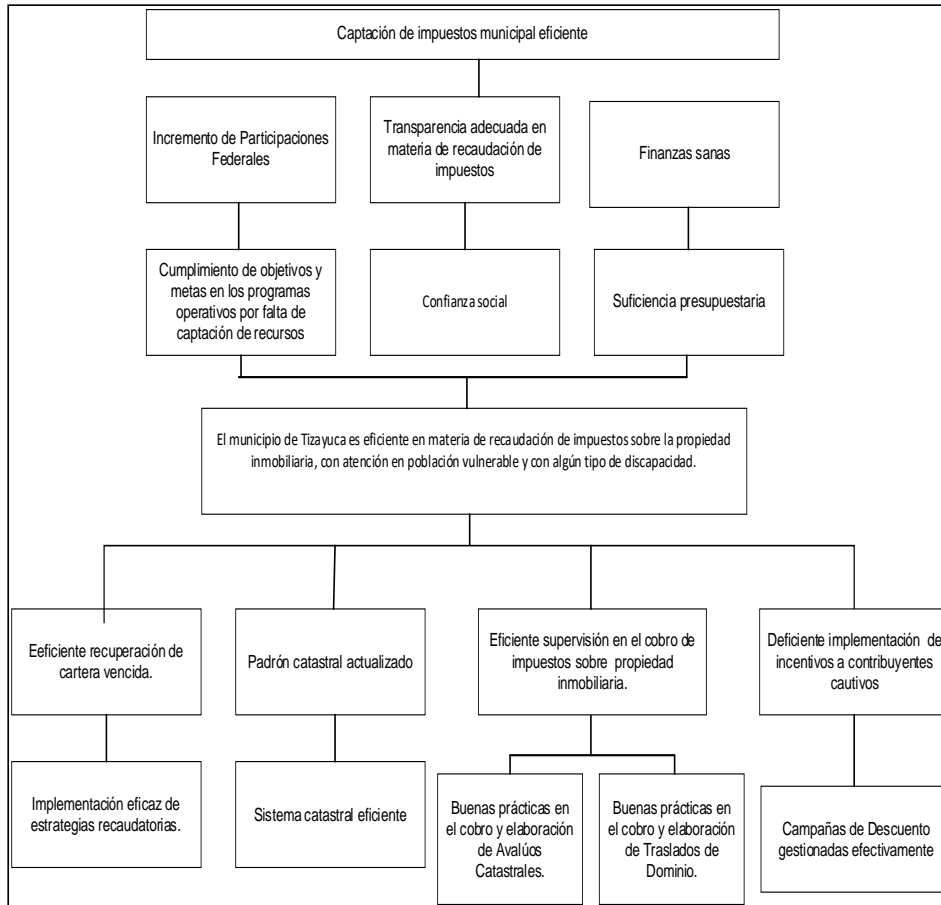 Captación de impuestos municipal eficiente
Incremento de Participaciones
Federales
Transparencia adecuada en
materia de recaudación de
impuestos
Finanzas sanas
Cumplimiento de objetivos y
metas en los programas
operativos por falta de
captación de recursos
Confianza social
Suficiencia presupuestaria
El municipio de Tizayuca es eficiente en materia de recaudación de impuestos sobre la propiedad
inmobiliaria, con atención en población vulnerable y con algún tipo de discapacidad.
Eeficiente recuperación de
cartera vencida.
Padrón catastral actualizado
Eficiente supervisión en el cobro de
impuestos sobre propiedad
inmobiliaria.
Deficiente implementación de
incentivos a contribuyentes
cautivos
Implementación eficaz de
estrategias recaudatorias.
Sistema catastral eficiente
Buenas prácticas en
el cobro y elaboración
de Avalúos
Catastrales.
Buenas prácticas en
el cobro y elaboración
de Traslados de
Dominio.
Campañas de Descuento
gestionadas efectivamente